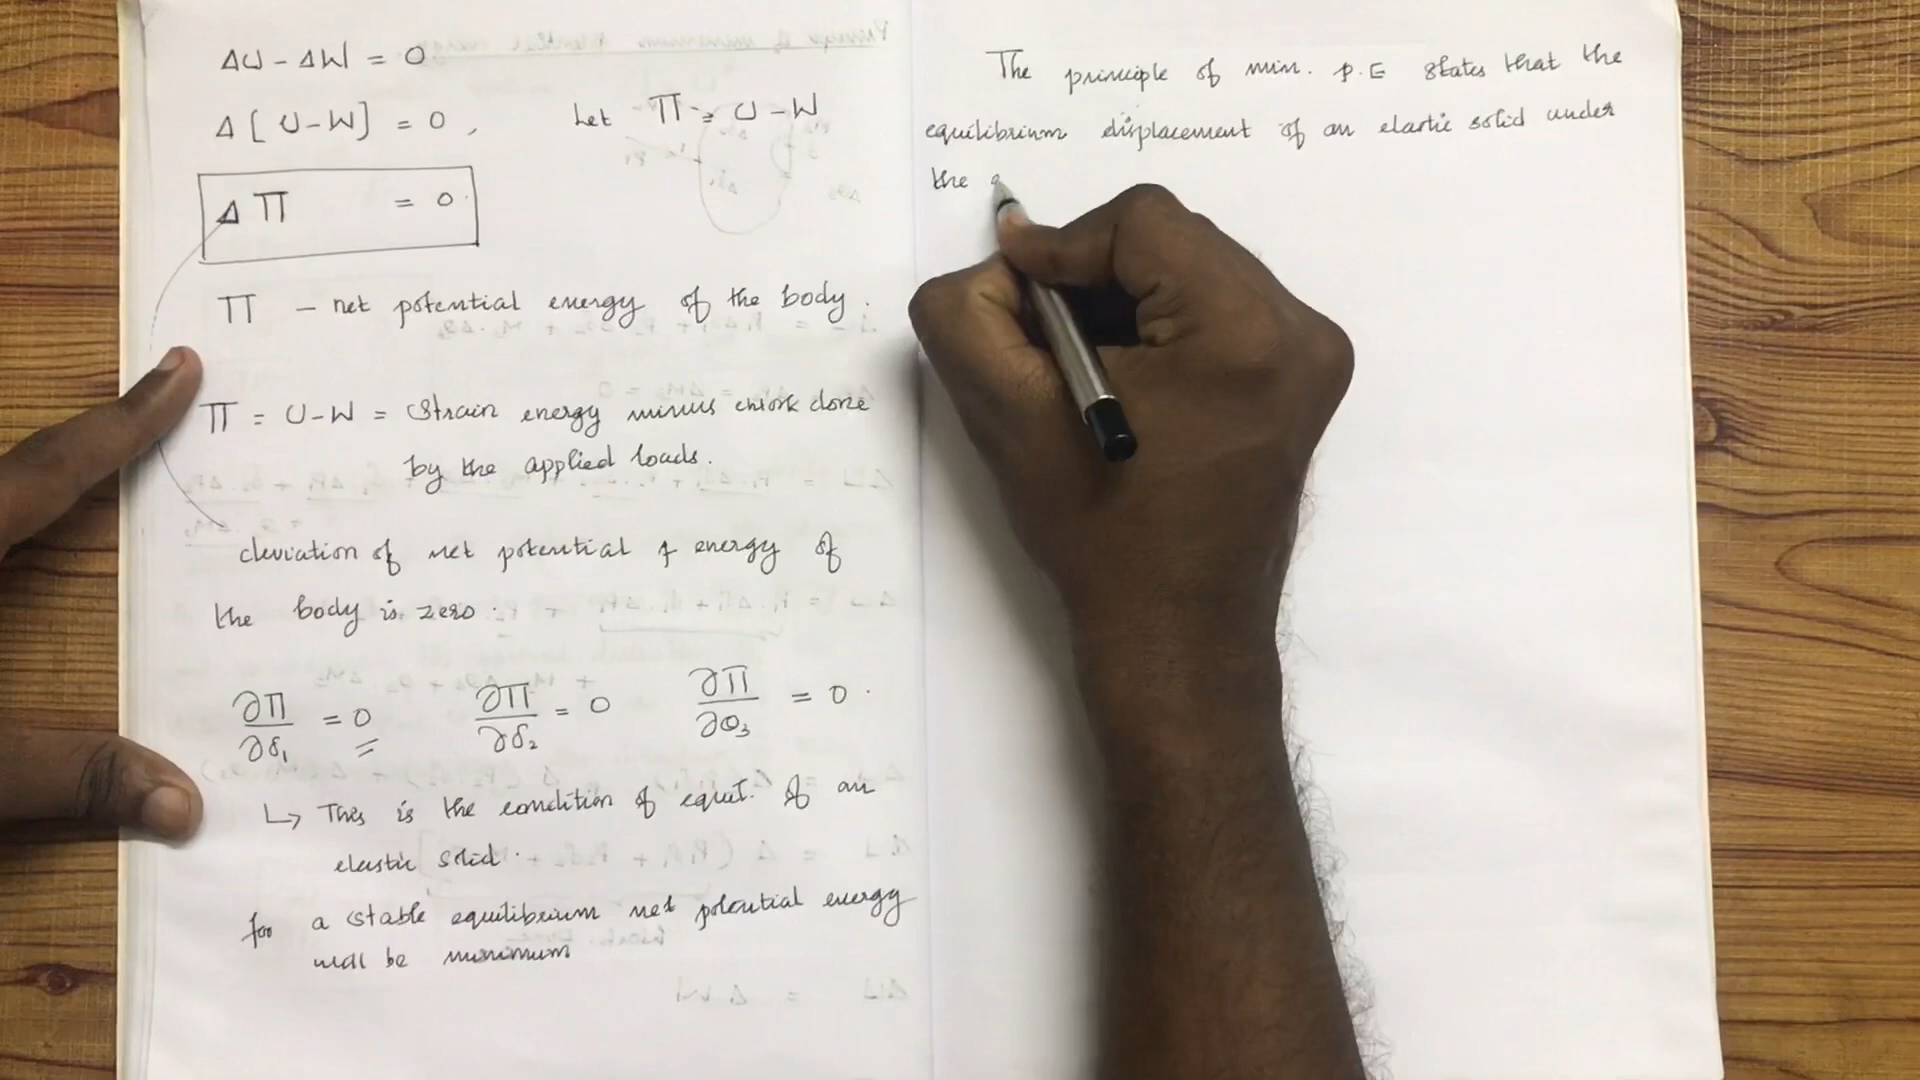 ΔU - ΔW = 0
Δ[U-W] = 0, Let Π = U-W
ΔΠ = 0.
Π - net potential energy of the body.
Π = U-W = Strain energy minus work done
by the applied loads.
deviation of net potential energy of
the body is zero.
∂Π/∂δ₁ = 0 ∂Π/∂δ₂ = 0 ∂Π/∂θ₃ = 0.
↳ This is the condition of equil. of an
elastic solid.
for a stable equilibrium net potential energy
will be minimum
The principle of min. P.E states that the
equilibrium displacement of an elastic solid under
the